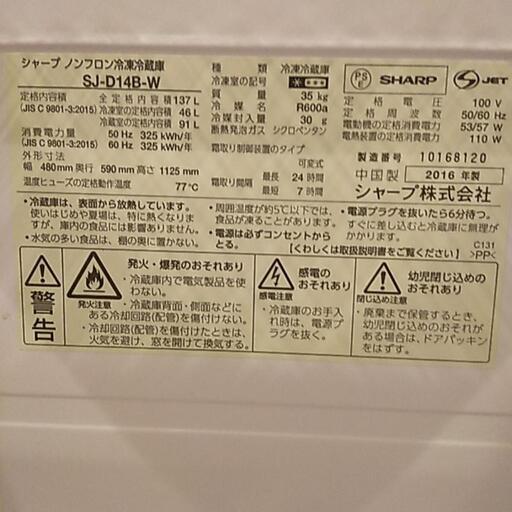 シャープ ノンフロン冷凍冷蔵庫
SJ-D14B-W
定格内容積 全定格内容積 137 L
(JIS C 9801-3:2015) 冷凍室の定格内容積 46 L
冷蔵室の定格内容積 91 L
消費電力量 50 Hz 325 kWh/年
(JIS C 9801-3:2015) 60 Hz 325 kWh/年
外形寸法
幅 480mm 奥行 590mm 高さ 1125 mm
温度ヒューズの定格動作温度 77℃
種類 冷凍冷蔵庫
冷凍室の記号
質量 35 kg
冷媒名 R600a
冷媒封入量 30 g
断熱発泡ガス シクロペンタン
霜取り制御装置のタイプ
可変式
霜取り間隔 最長 24 時間
最短 7 時間
PS
E
SHARP
JET
定格電圧 100 V
定格周波数 50/60 Hz
電動機の定格消費電力 53/57 W
電熱装置の定格消費電力 110 W
製造番号 10168120
中国製 2016 年製
シャープ株式会社
• 冷蔵庫は、表面から放熱しています。
使いはじめや夏場は、特に熱くなりま
すが、庫内の食品には影響ありません。
• 水気の多い食品は、棚の奥に置かない。
• 周囲温度が約5℃以下では、
食品が凍ることがあります。
• 電源は必ずコンセントから
とる。
• 電源プラグを抜いたら6分待つ。
すぐに差し込むと冷蔵庫に無理が
かかります。
【くわしくは取扱説明書をご覧ください】
C131
>PP<
警告
発火注意
発火・爆発のおそれあり
• 冷蔵庫内で電気製品を使
わない。
• 冷蔵庫背面・側面などに
ある冷却回路(配管)を傷付けない。
• 冷却回路(配管)を傷付けたときは、
火気を避け、窓を開けて換気する。
感電注意
感電の
おそれあり
• 冷蔵庫のお手入
れ時は、電源プ
ラグを抜く。
閉じ込め注意
幼児閉じ込めの
おそれあり
• 廃棄まで保管するとき、
幼児閉じ込めのおそれが
ある場合は、ドアパッキン
をはずす。